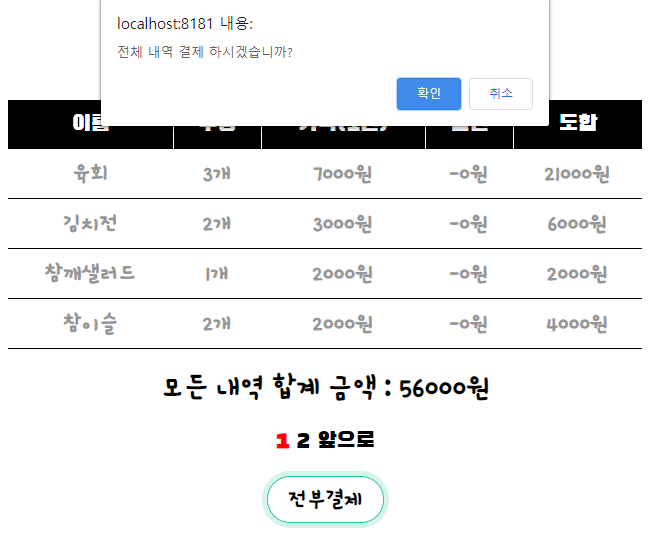 localhost:8181 내용:
전체 내역 결제 하시겠습니까?
확인 취소
도합
육회 3개 7000원 -0원 21000원
김치전 2개 3000원 -0원 6000원
참깨샐러드 1개 2000원 -0원 2000원
참이슬 2개 2000원 -0원 4000원
모든 내역 합계 금액 : 56000원
1 2 앞으로
전부결제